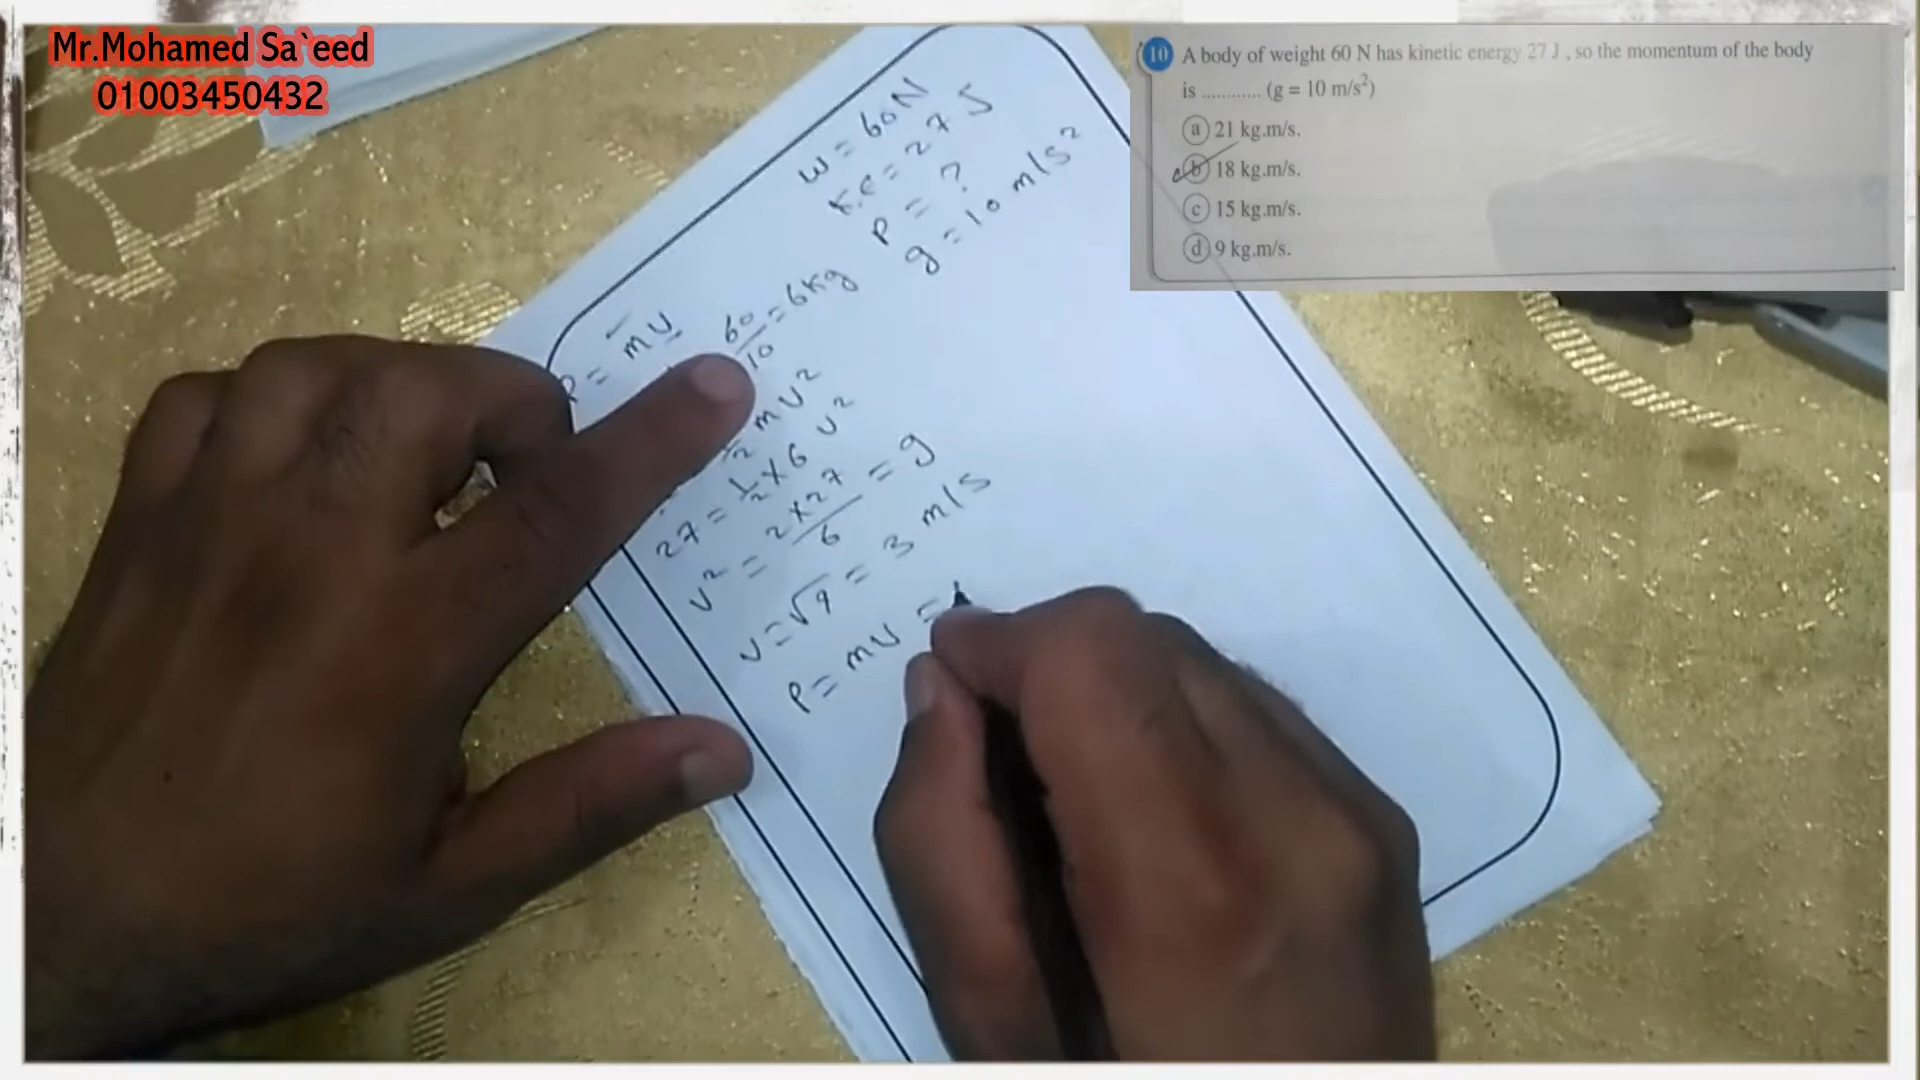 Mr.Mohamed Sa`eed
01003450432
10 A body of weight 60 N has kinetic energy 27 J , so the momentum of the body
is ............ (g = 10 m/s²)
a 21 kg.m/s.
b 18 kg.m/s.
c 15 kg.m/s.
d 9 kg.m/s.
W = 60 N
K.e = 27 J
P = ?
g = 10 m/s²
P = mv
60/10 = 6kg
½ mv²
27 = ½ × 6 v²
v² = 2×27/6 = 9
v = √9 = 3 m/s
P = mv =